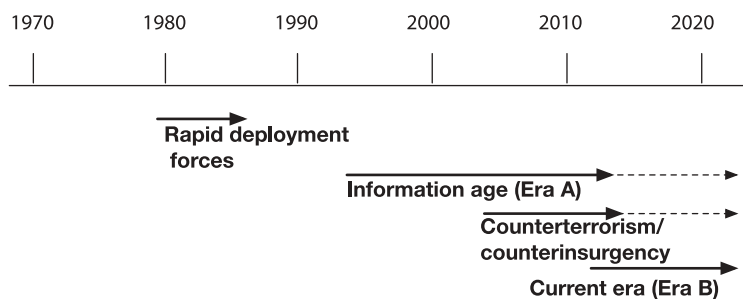 1970 1980 1990 2000 2010 2020
Rapid deployment
forces
Information age (Era A)
Counterterrorism/
counterinsurgency
Current era (Era B)